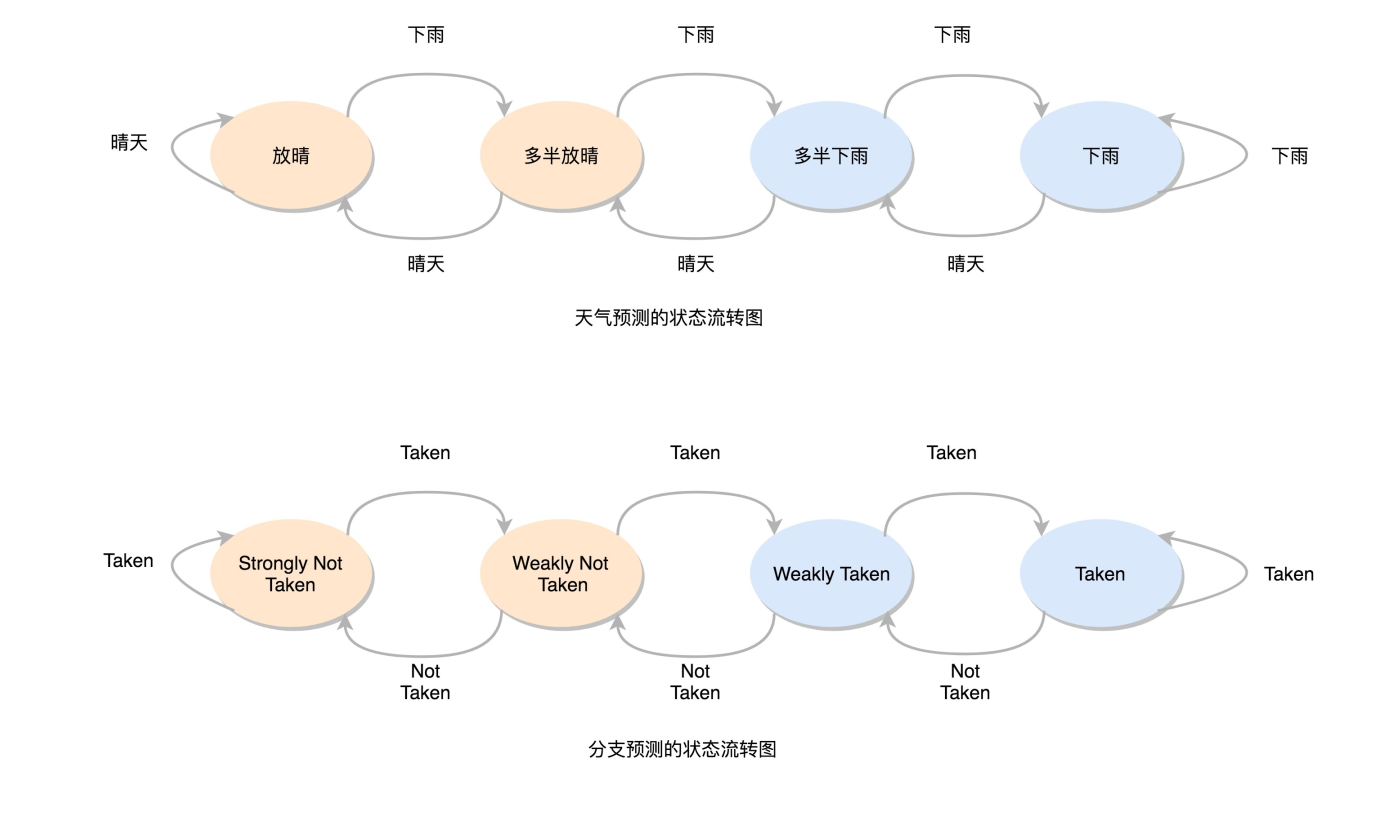 下雨
下雨
下雨
晴天
放晴
多半放晴
多半下雨
下雨
下雨
晴天
晴天
晴天
天气预测的状态流转图
Taken
Taken
Taken
Taken
Strongly Not
Taken
Weakly Not
Taken
Weakly Taken
Taken
Taken
Not
Taken
Not
Taken
Not
Taken
分支预测的状态流转图